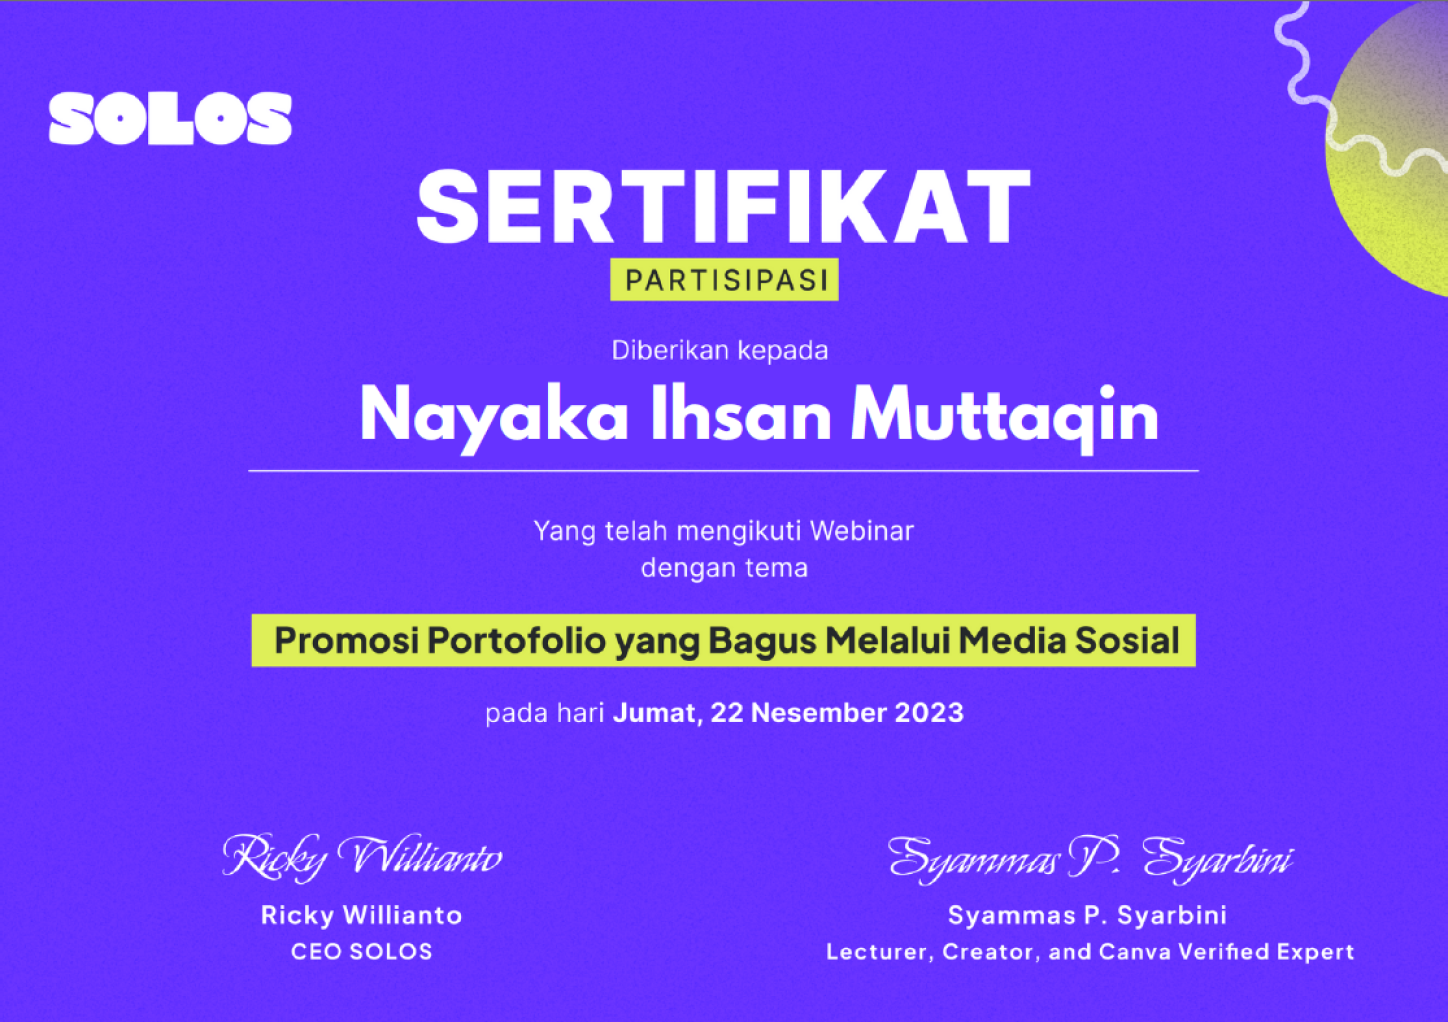 SOLOS
SERTIFIKAT
PARTISIPASI
Diberikan kepada
Nayaka Ihsan Muttaqin
Yang telah mengikuti Webinar
dengan tema
Promosi Portofolio yang Bagus Melalui Media Sosial
pada hari Jumat, 22 Nesember 2023
Ricky Willianto
Syammas P. Syarbini
Ricky Willianto
Syammas P. Syarbini
CEO SOLOS
Lecturer, Creator, and Canva Verified Expert